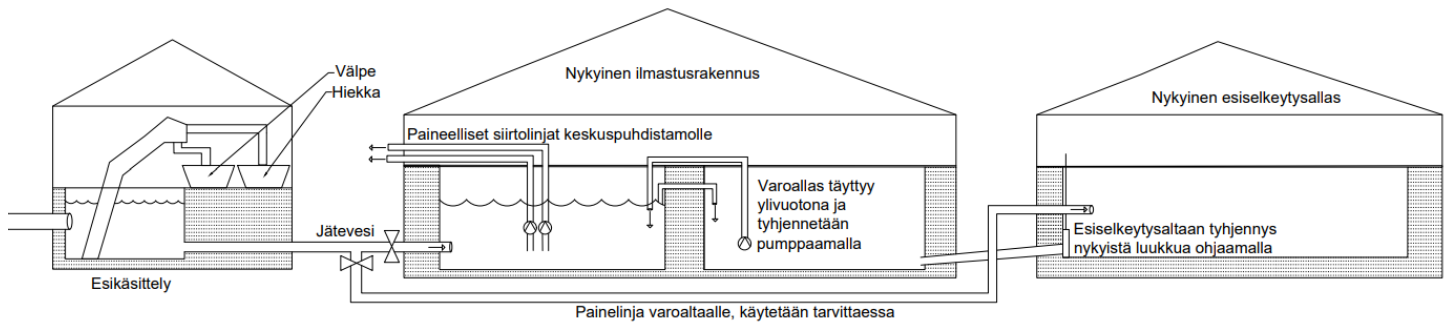 Välpe
Hiekka
Esikäsittely
Jätevesi
Nykyinen ilmastusrakennus
Paineelliset siirtolinjat keskuspuhdistamolle
Varoallas täyttyy
ylivuotona ja
tyhjennetään
pumppaamalla
Nykyinen esiselkeytysallas
Esiselkeytysaltaan tyhjennys
nykyistä luukkua ohjaamalla
Painelinja varoaltaalle, käytetään tarvittaessa